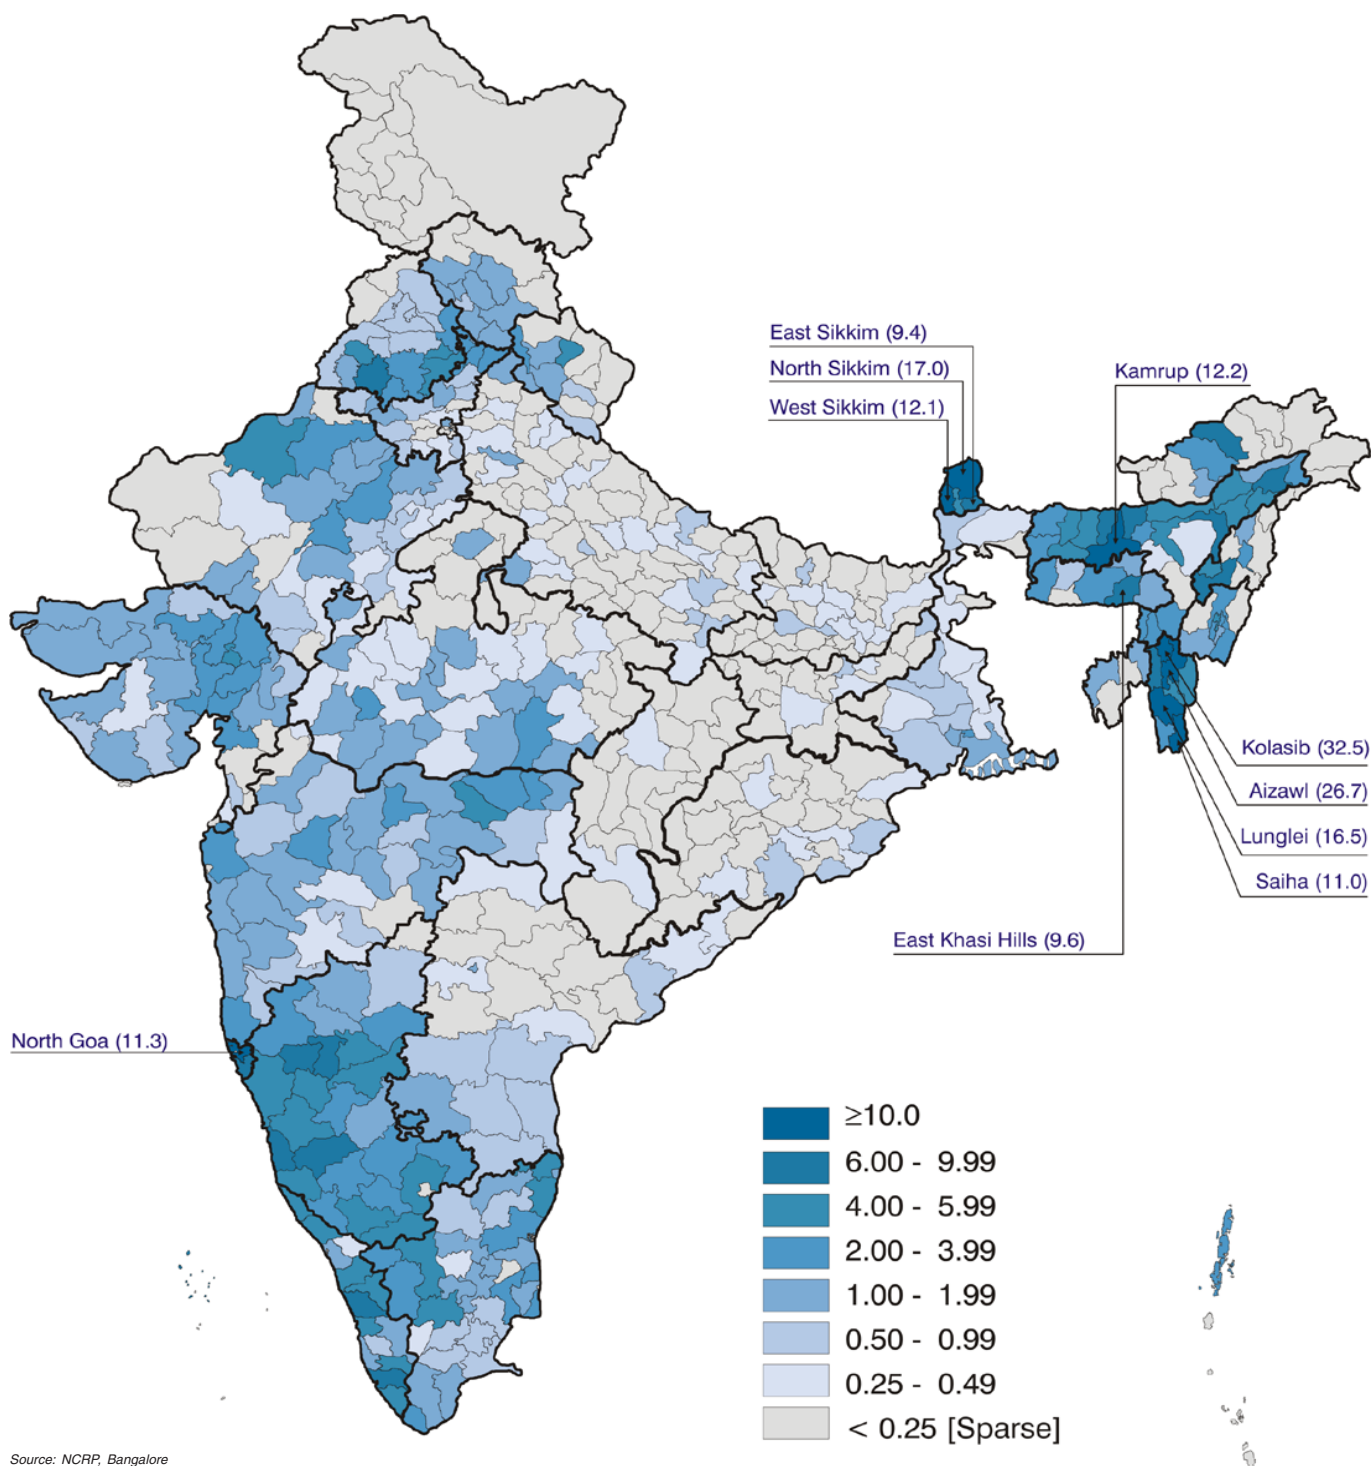 East Sikkim (9.4)
North Sikkim (17.0)
West Sikkim (12.1)
Kamrup (12.2)
Kolasib (32.5)
Aizawl (26.7)
Lunglei (16.5)
Saiha (11.0)
East Khasi Hills (9.6)
North Goa (11.3)
≥10.0
6.00 - 9.99
4.00 - 5.99
2.00 - 3.99
1.00 - 1.99
0.50 - 0.99
0.25 - 0.49
< 0.25 [Sparse]
Source: NCRP, Bangalore